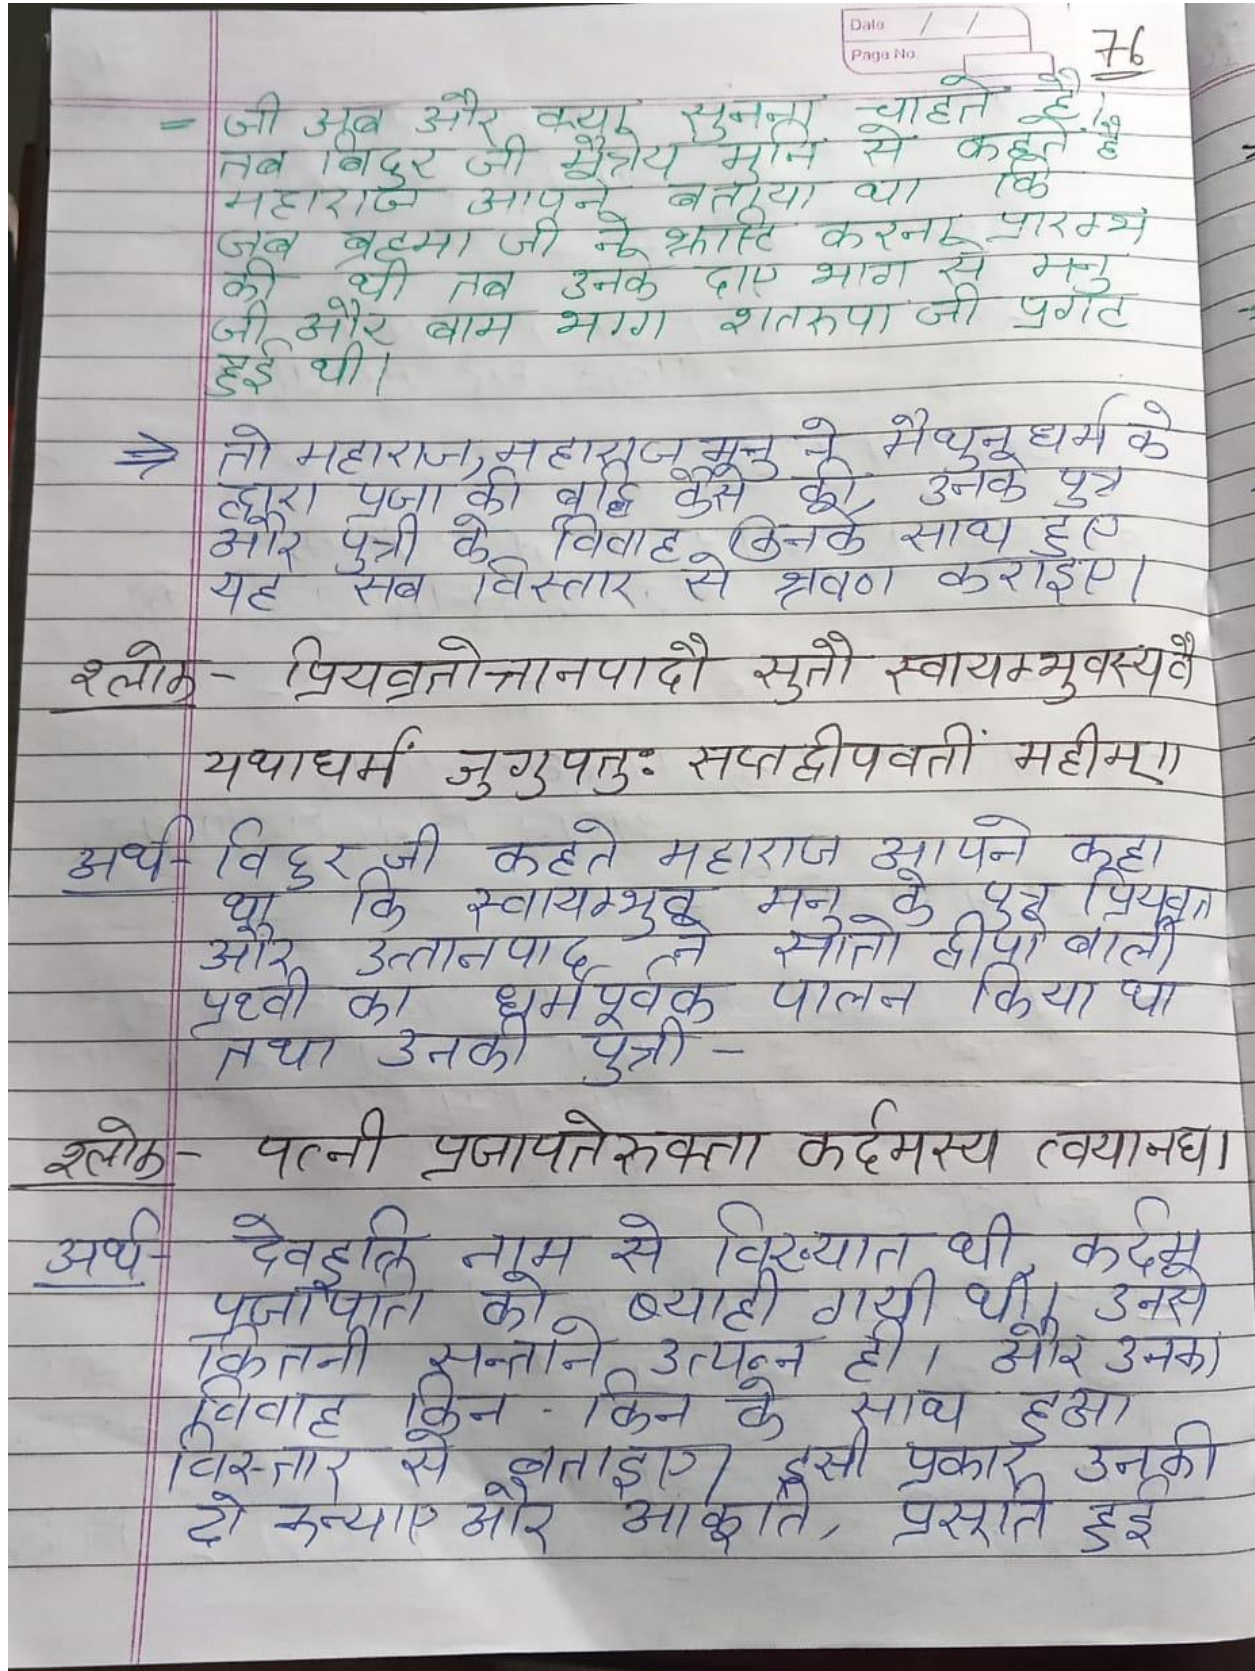 Date / /
Page No.
76
= जी अब और क्या सुनना चाहते है।
तब बिदुर जी मैत्रेय मुनि से कहते है
महाराज आपने बताया था कि
जब ब्रह्मा जी ने करना प्रारम्भ
की थी तब उनके दाए भाग से मनु
जी और बाम भाग शतरुपा जी प्रगट
हुई थी।
⇒ तो महाराज, महाराज मनु ने मैथुन धर्म के
द्वारा प्रजा की कैसे की, उनके पुत्र
और पुत्री के विवाह किनके साथ हुए
यह सब विस्तार से श्रवण कराइए।
श्लोक - प्रियव्रतोत्तानपादौ सुतौ स्वायम्भुवस्यवै
यथाधर्मं जुगुपतुः सप्तद्वीपवतीं महीम्॥
अर्थ - विदुर जी कहते महाराज आपने कहा
था कि स्वायम्भुव मनु के पुत्र प्रियव्रत
और उत्तानपाद ने सातो द्वीपो बाली
पृथ्वी का धर्मपूर्वक पालन किया था
तथा उनकी पुत्री -
श्लोक - पत्नी प्रजापतेरुक्ता कर्दमस्य त्वयानघ।
अर्थ - देवहुति नाम से विख्यात थी, कर्दम
प्रजापति को ब्याही गयी थी। उनसे
कितनी सन्ताने उत्पन्न ही। और उनका
विवाह किन - किन के साथ हुआ
विस्तार से बताइए। इसी प्रकार उनकी
दो कन्याए और आकूति, प्रसूति हुई